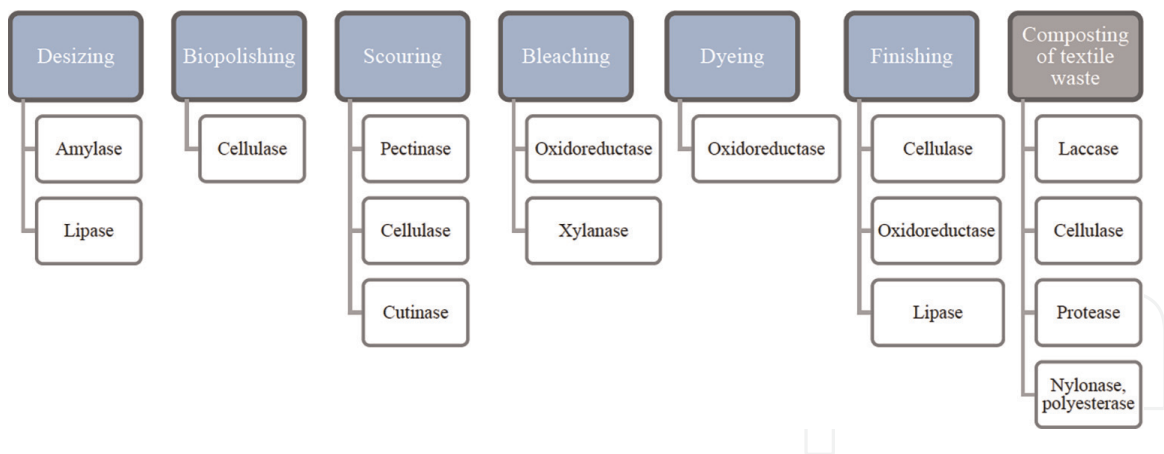 Desizing
Amylase
Lipase
Biopolishing
Cellulase
Scouring
Pectinase
Cellulase
Cutinase
Bleaching
Oxidoreductase
Xylanase
Dyeing
Oxidoreductase
Finishing
Cellulase
Oxidoreductase
Lipase
Composting
of textile
waste
Laccase
Cellulase
Protease
Nylonase,
polyesterase